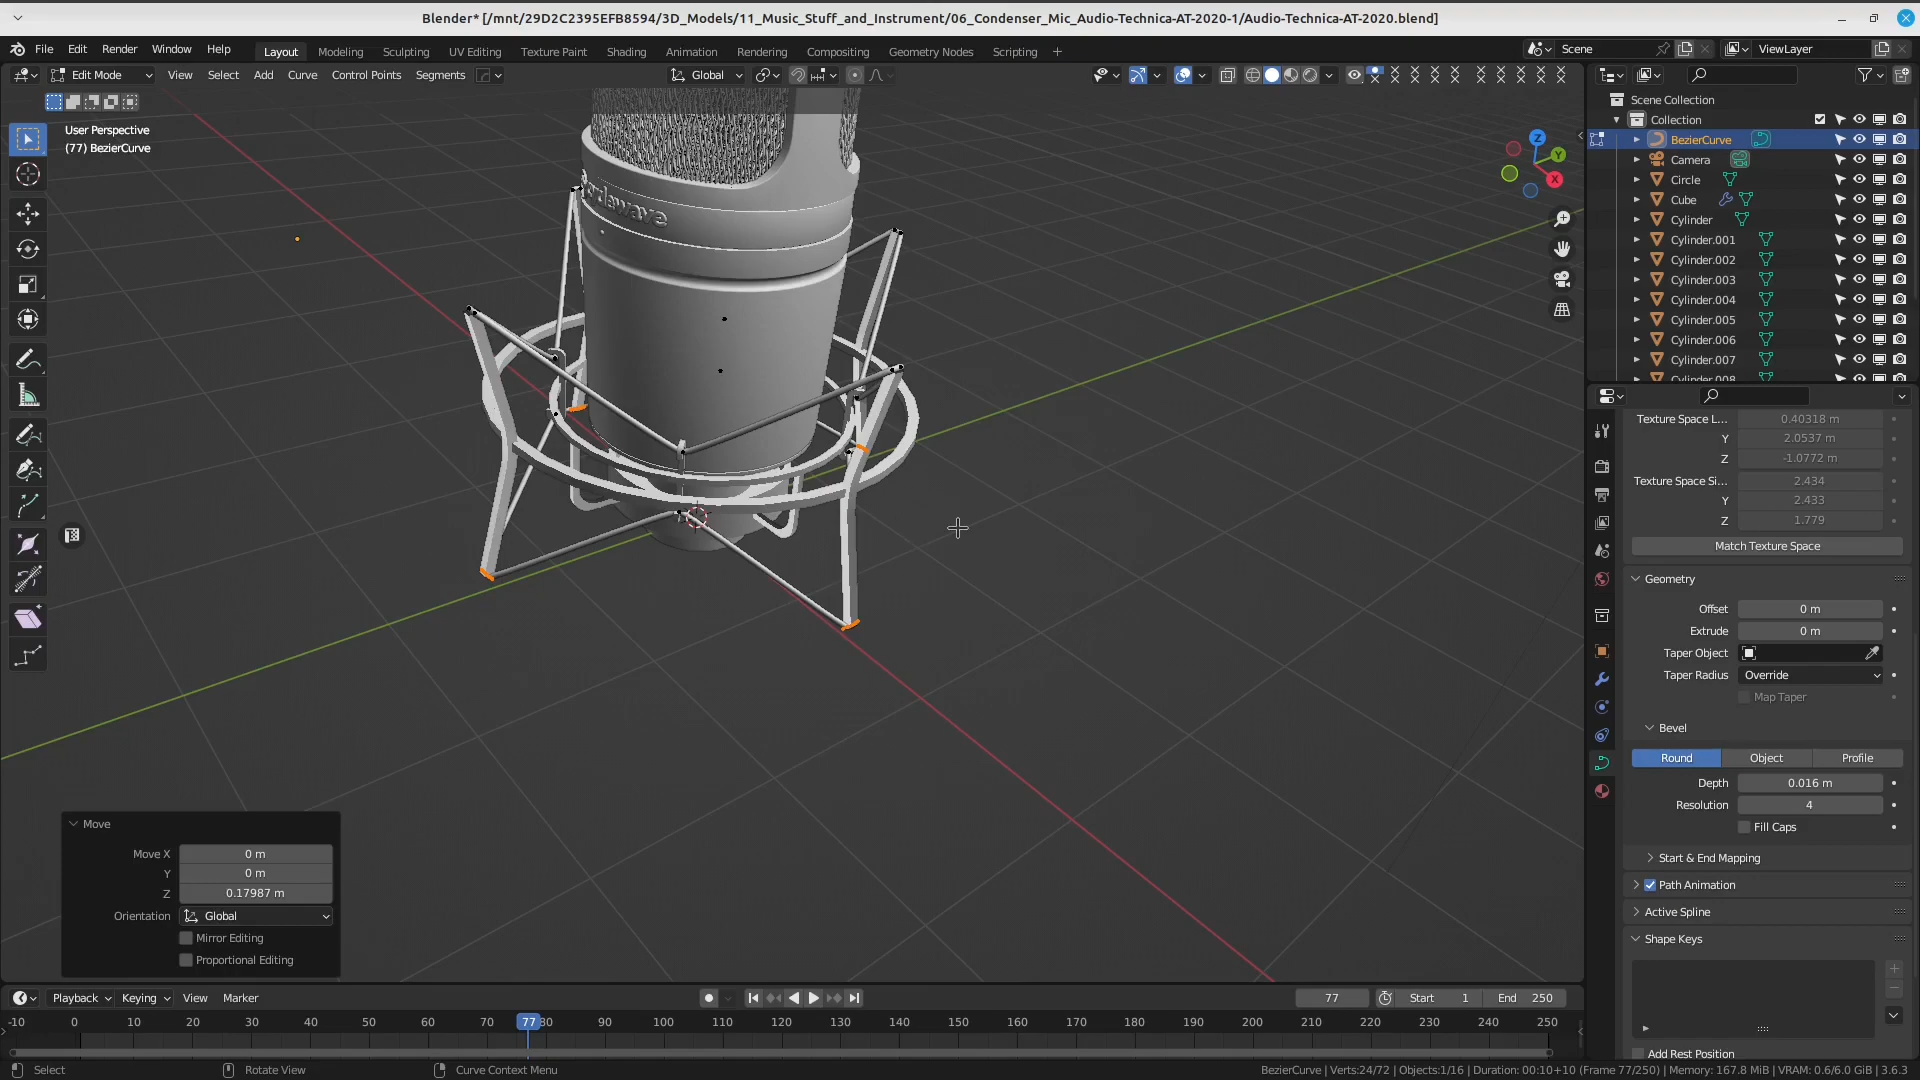 Blender* [/mnt/29D2C2395EFB8594/3D_Models/11_Music_Stuff_and_Instrument/06_Condenser_Mic_Audio-Technica-AT-2020-1/Audio-Technica-AT-2020.blend]
File Edit Render Window Help Layout Modeling Sculpting UV Editing Texture Paint Shading Animation Rendering Compositing Geometry Nodes Scripting + Scene ViewLayer
Edit Mode View Select Add Curve Control Points Segments Global
User Perspective
(77) BezierCurve
Z
Y
X
Scene Collection
Collection
BezierCurve
Camera
Circle
Cube
Cylinder
Cylinder.001
Cylinder.002
Cylinder.003
Cylinder.004
Cylinder.005
Cylinder.006
Cylinder.007
Cylinder.008
Texture Space L... 0.40318 m
Y 2.0537 m
Z -1.0772 m
Texture Space Si... 2.434
Y 2.433
Z 1.779
Match Texture Space
Geometry
Offset 0 m
Extrude 0 m
Taper Object
Taper Radius Override
Map Taper
Bevel
Round Object Profile
Depth 0.016 m
Resolution 4
Fill Caps
Start & End Mapping
Path Animation
Active Spline
Shape Keys
Add Rest Position
Move
Move X 0 m
Y 0 m
Z 0.17987 m
Orientation Global
Mirror Editing
Proportional Editing
Playback Keying View Marker 77 Start 1 End 250
-10 0 10 20 30 40 50 60 70 77 80 90 100 110 120 130 140 150 160 170 180 190 200 210 220 230 240 250
Select Rotate View Curve Context Menu BezierCurve | Verts:24/72 | Objects:1/16 | Duration: 00:10+10 (Frame 77/250) | Memory: 167.8 MiB | VRAM: 0.6/6.0 GiB | 3.6.3